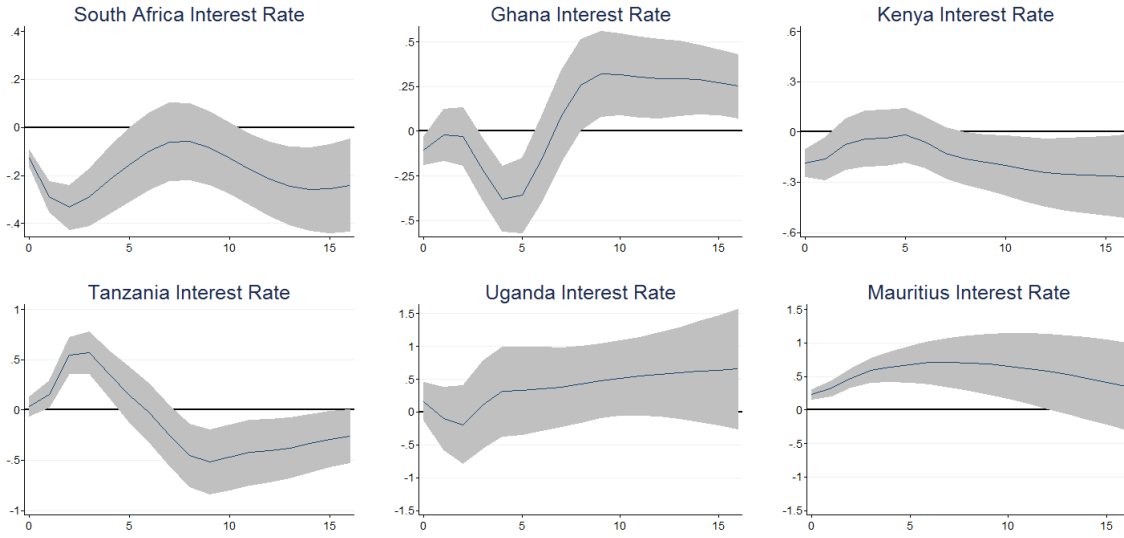 South Africa Interest Rate
.4
.2
0
-.2
-.4
0 5 10 15
Ghana Interest Rate
.5
.25
0
-.25
-.5
0 5 10 15
Kenya Interest Rate
.6
.3
0
-.3
-.6
0 5 10 15
Tanzania Interest Rate
1
.5
0
-.5
-1
0 5 10 15
Uganda Interest Rate
1.5
1
.5
0
-.5
-1
-1.5
0 5 10 15
Mauritius Interest Rate
1.5
1
.5
0
-.5
-1
-1.5
0 5 10 15